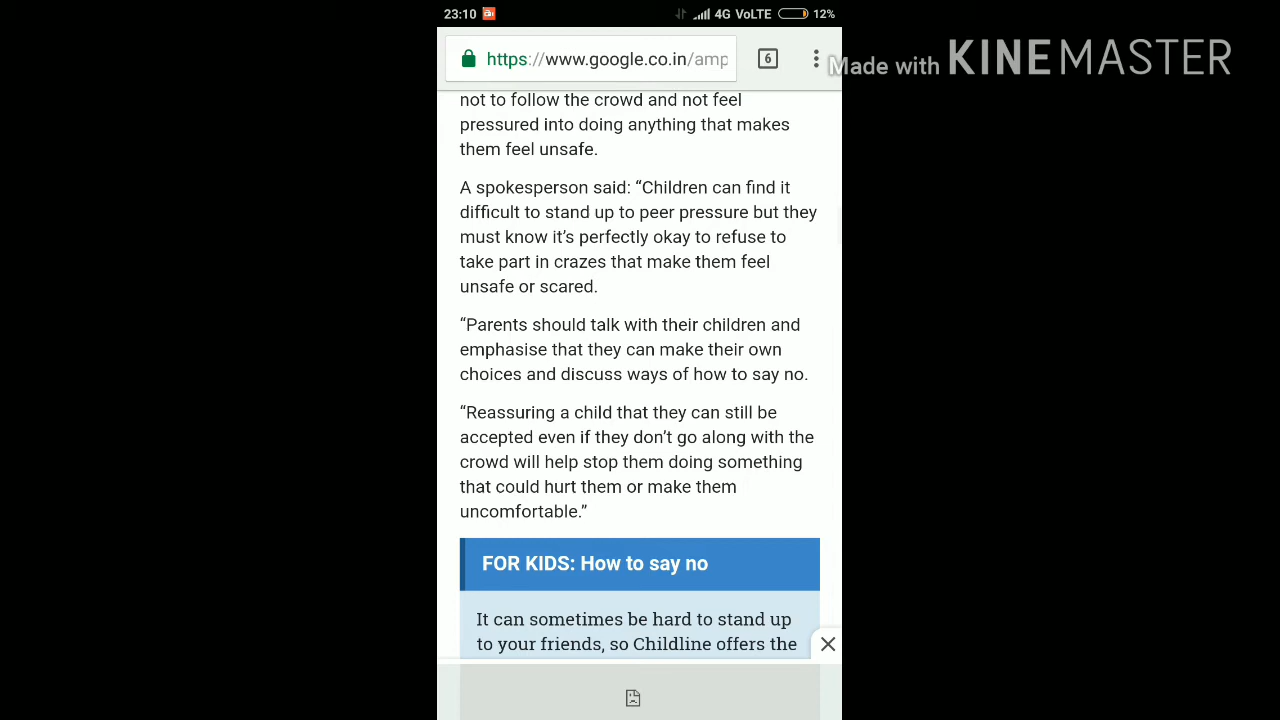 23:10 4G VoLTE 12%
https://www.google.co.in/amp 6
Made with KINEMASTER
not to follow the crowd and not feel
pressured into doing anything that makes
them feel unsafe.
A spokesperson said: “Children can find it
difficult to stand up to peer pressure but they
must know it’s perfectly okay to refuse to
take part in crazes that make them feel
unsafe or scared.
“Parents should talk with their children and
emphasise that they can make their own
choices and discuss ways of how to say no.
“Reassuring a child that they can still be
accepted even if they don’t go along with the
crowd will help stop them doing something
that could hurt them or make them
uncomfortable.”
FOR KIDS: How to say no
It can sometimes be hard to stand up
to your friends, so Childline offers the